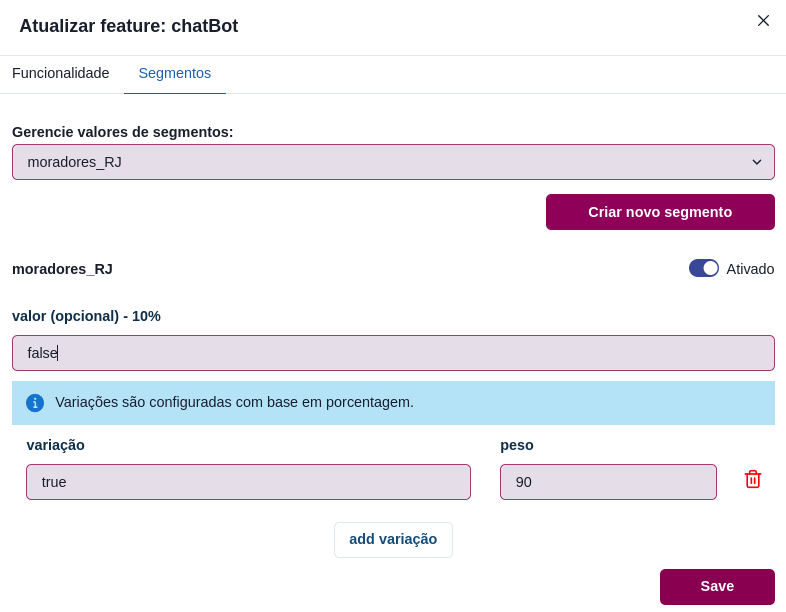 Atualizar feature: chatBot
Funcionalidade Segmentos
Gerencie valores de segmentos:
moradores_RJ
Criar novo segmento
moradores_RJ Ativado
valor (opcional) - 10%
false
Variações são configuradas com base em porcentagem.
variação peso
true 90
add variação
Save